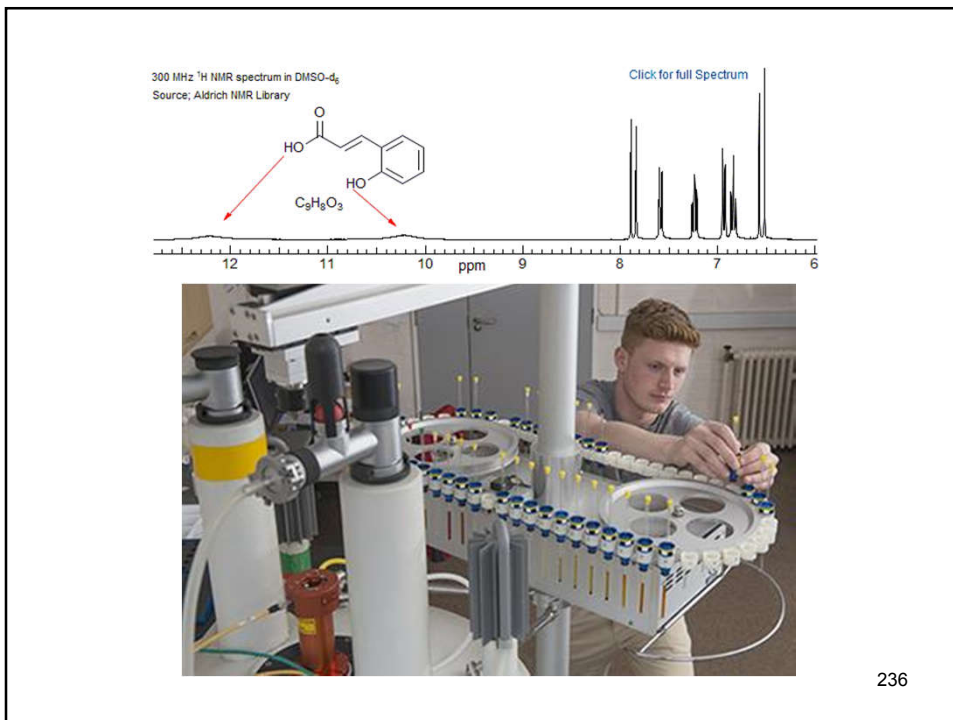 300 MHz ¹H NMR spectrum in DMSO-d₆
Click for full Spectrum
Source; Aldrich NMR Library
O
HO
HO
C₉H₈O₃
12 11 10 ppm 9 8 7 6
236